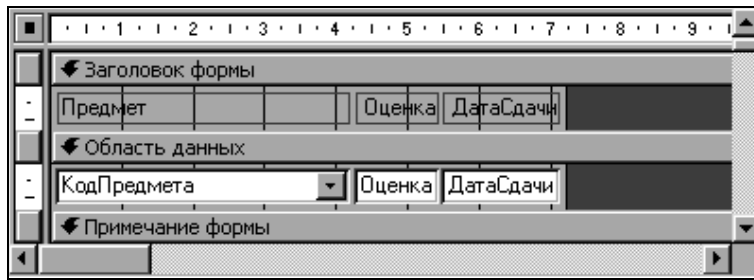 1 2 3 4 5 6 7 8 9
Заголовок формы
Предмет Оценка ДатаСдачи
Область данных
КодПредмета Оценка ДатаСдачи
Примечание формы